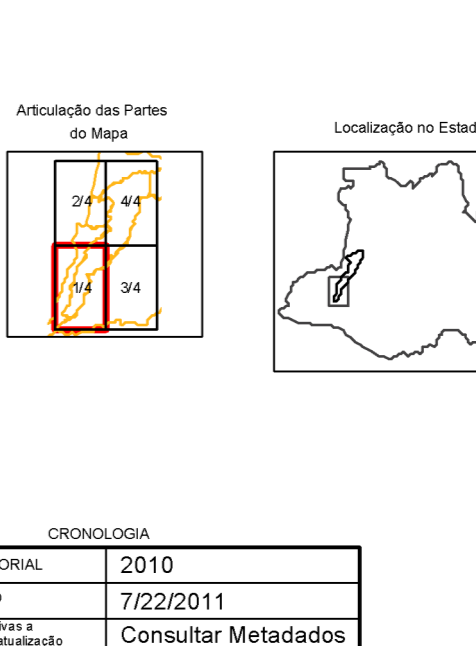 Articulação das Partes
do Mapa
Localização no Estad
2/4 4/4
1/4 3/4
CRONOLOGIA
ORIAL 2010
7/22/2011
ivas a
atualização
Consultar Metadados